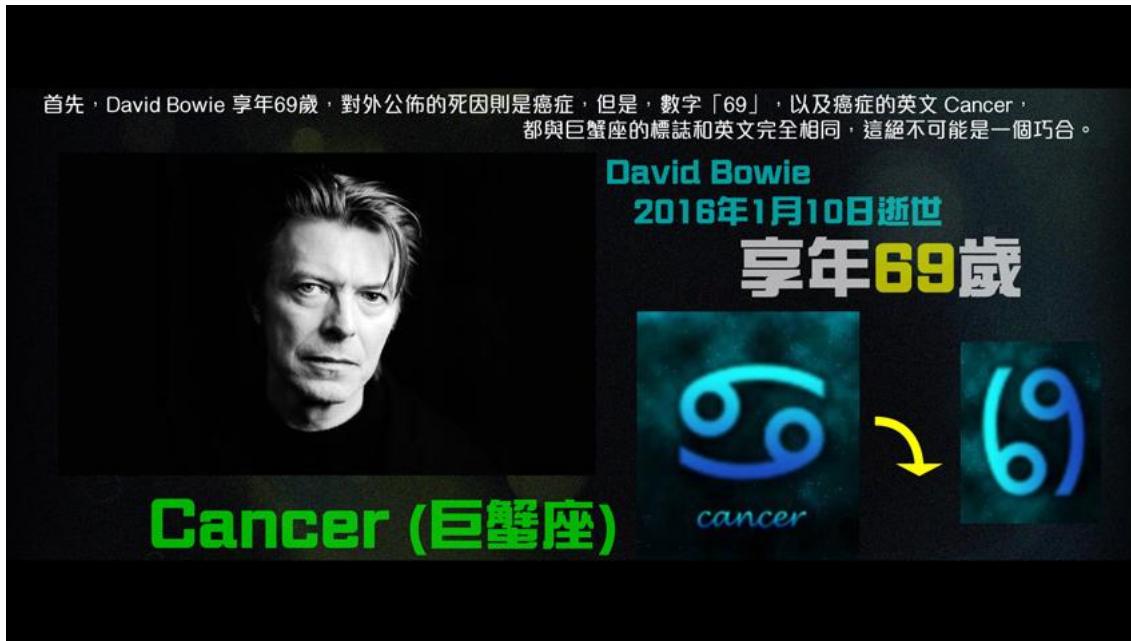 首先，David Bowie 享年69歲，對外公佈的死因則是癌症，但是，數字「69」，以及癌症的英文 Cancer，
都與巨蟹座的標誌和英文完全相同，這絕不可能是一個巧合。
David Bowie
2016年1月10日逝世
享年69歲
cancer
Cancer (巨蟹座)